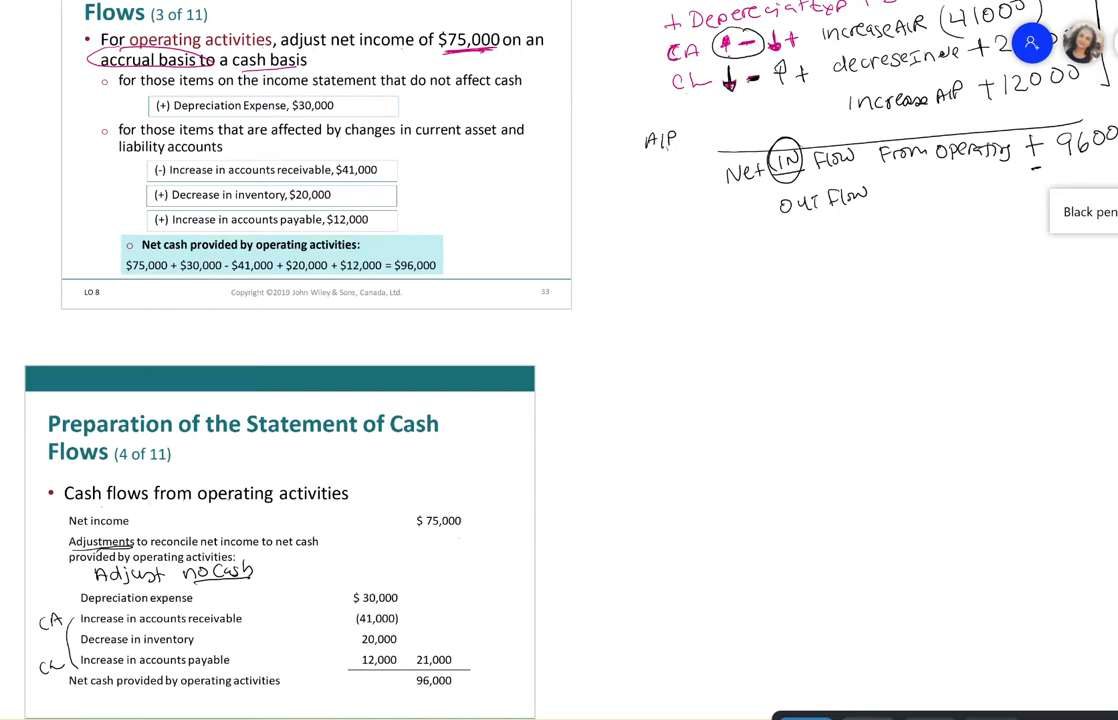 Flows (3 of 11)
• For operating activities, adjust net income of $75,000 on an
accrual basis to a cash basis
o for those items on the income statement that do not affect cash
(+) Depreciation Expense, $30,000
o for those items that are affected by changes in current asset and
liability accounts
(-) Increase in accounts receivable, $41,000
(+) Decrease in inventory, $20,000
(+) Increase in accounts payable, $12,000
o Net cash provided by operating activities:
$75,000 + $30,000 - $41,000 + $20,000 + $12,000 = $96,000
LO 8
Copyright ©2019 John Wiley & Sons, Canada, Ltd.
33
CA ↑ - ↓ + increase A/R (41000)
CL ↓ - ↑ +
increase A/P +12000
A/P
Net IN Flow From operating + 9600
OUT Flow
Black pen
Preparation of the Statement of Cash
Flows (4 of 11)
• Cash flows from operating activities
Net income $ 75,000
Adjustments to reconcile net income to net cash
provided by operating activities:
Adjust no Cash
Depreciation expense $ 30,000
CA Increase in accounts receivable (41,000)
Decrease in inventory 20,000
CL Increase in accounts payable 12,000 21,000
Net cash provided by operating activities 96,000